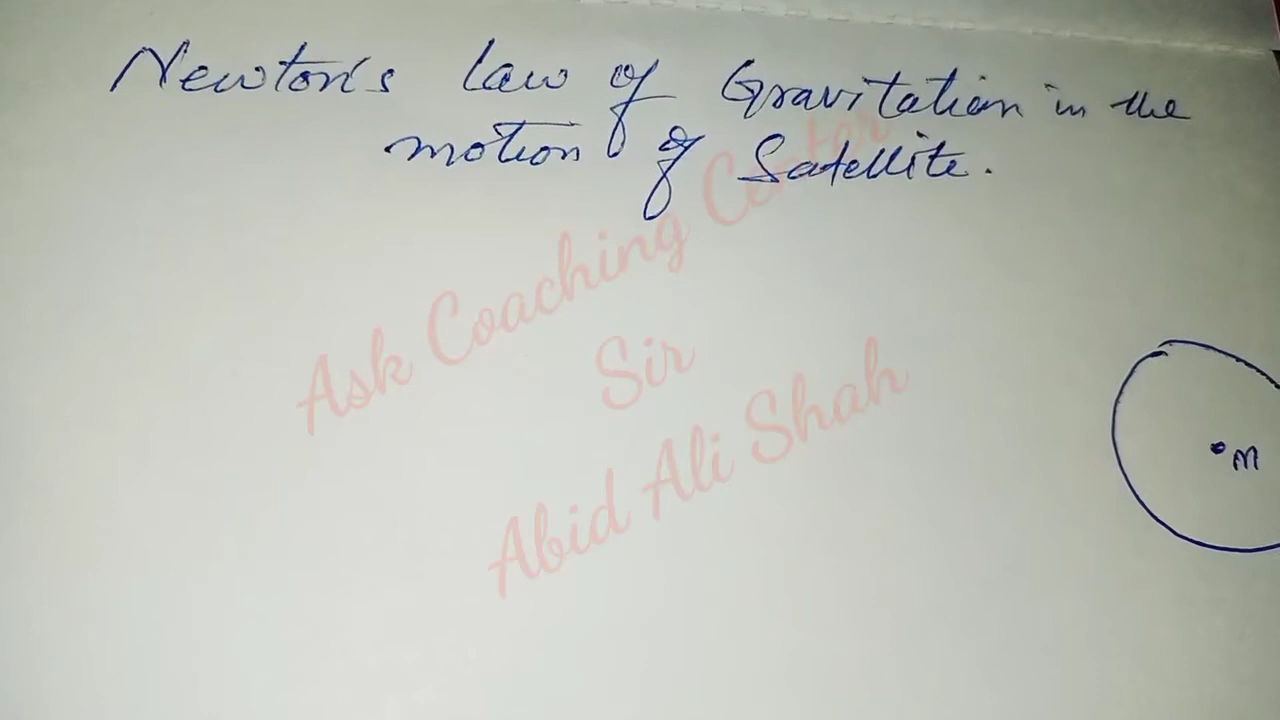 Newton's Law of Gravitation in the
motion of Satellite.
Ask Coaching Center
Sir
Abid Ali Shah
m